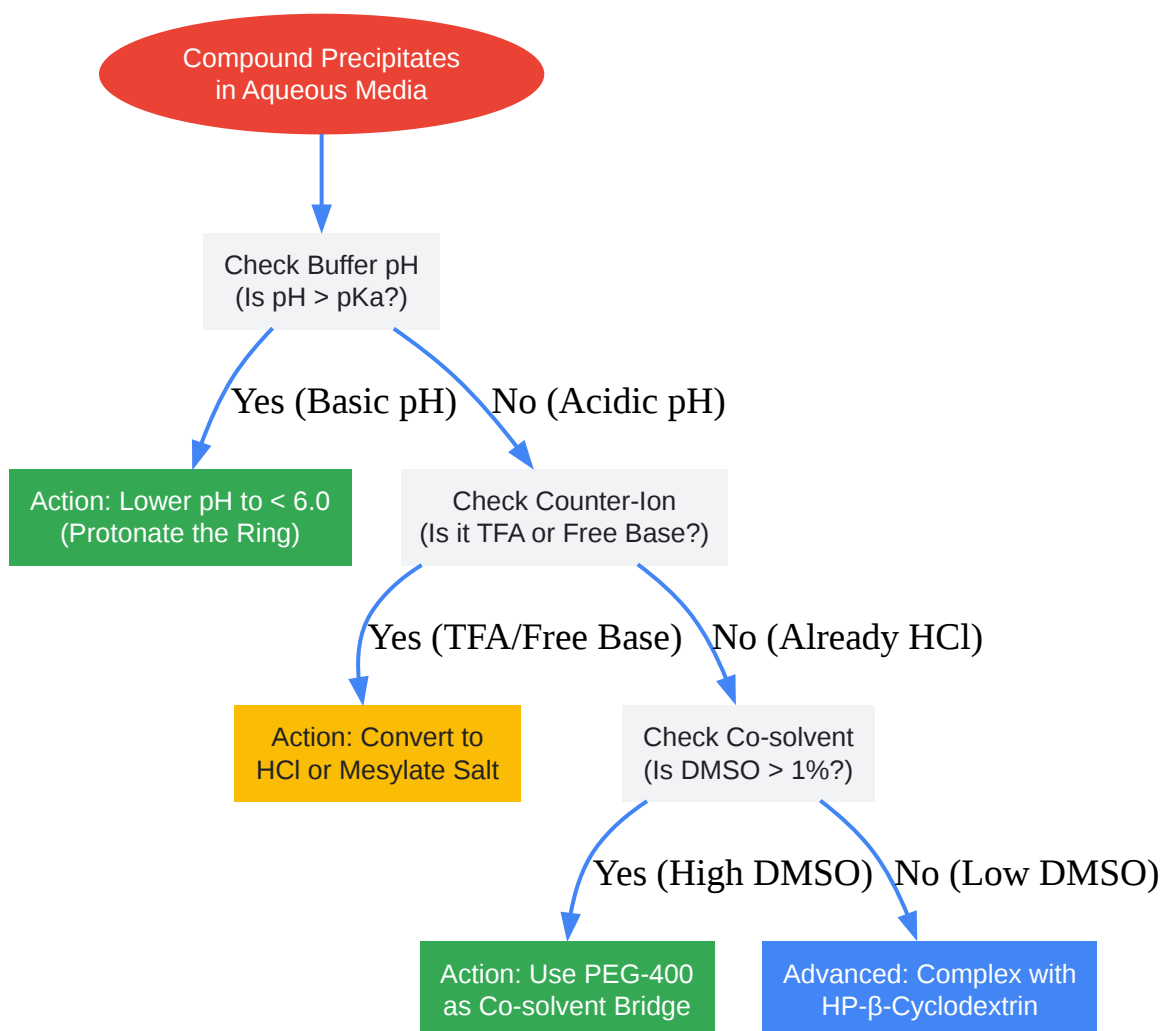 Compound Precipitates
in Aqueous Media
Check Buffer pH
(Is pH > pKa?)
Yes (Basic pH)
No (Acidic pH)
Action: Lower pH to < 6.0
(Protonate the Ring)
Check Counter-Ion
(Is it TFA or Free Base?)
Yes (TFA/Free Base)
No (Already HCl)
Action: Convert to
HCl or Mesylate Salt
Check Co-solvent
(Is DMSO > 1%?)
Yes (High DMSO)
No (Low DMSO)
Action: Use PEG-400
as Co-solvent Bridge
Advanced: Complex with
HP-β-Cyclodextrin